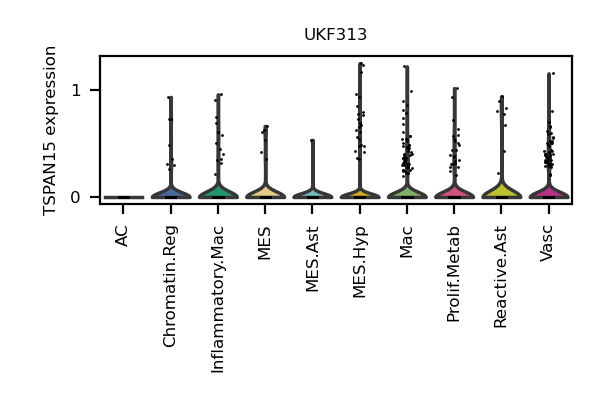 UKF313
TSPAN15 expression
1
0
AC
Chromatin.Reg
Inflammatory.Mac
MES
MES.Ast
MES.Hyp
Mac
Prolif.Metab
Reactive.Ast
Vasc